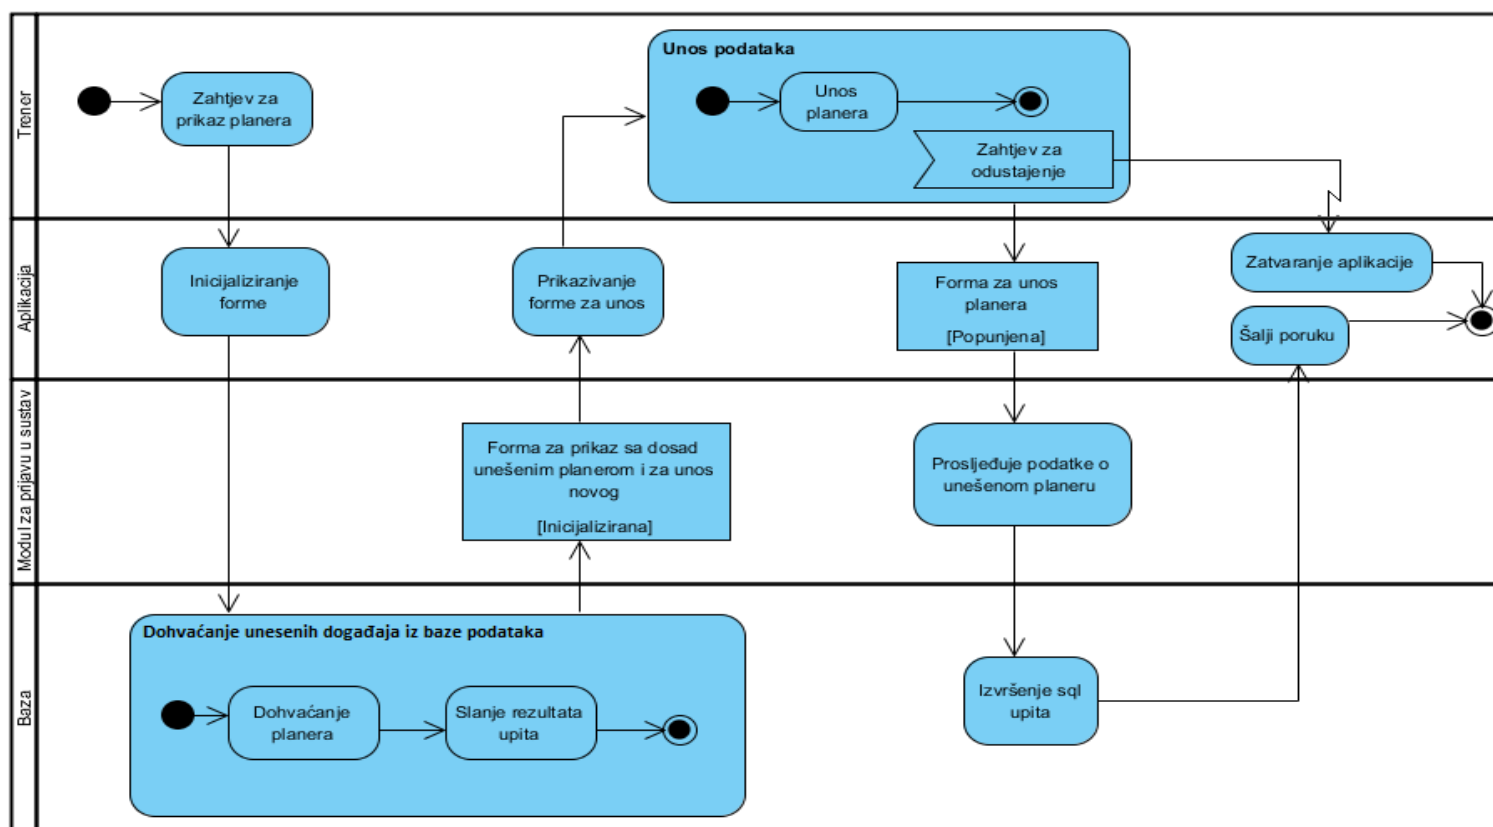 Trener
Zahtjev za
prikaz planera
Unos podataka
Unos
planera
Zahtjev za
odustajenje
Aplikacija
Inicijaliziranje
forme
Prikazivanje
forme za unos
Forma za unos
planera
[Popunjena]
Zatvaranje aplikacije
Šalji poruku
Modul za prijavu u sustav
Forma za prikaz sa dosad
unešenim planerom i za unos
novog
[Inicijalizirana]
Prosljeđuje podatke o
unešenom planeru
Baza
Dohvaćanje unesenih događaja iz baze podataka
Dohvaćanje
planera
Slanje rezultata
upita
Izvršenje sql
upita